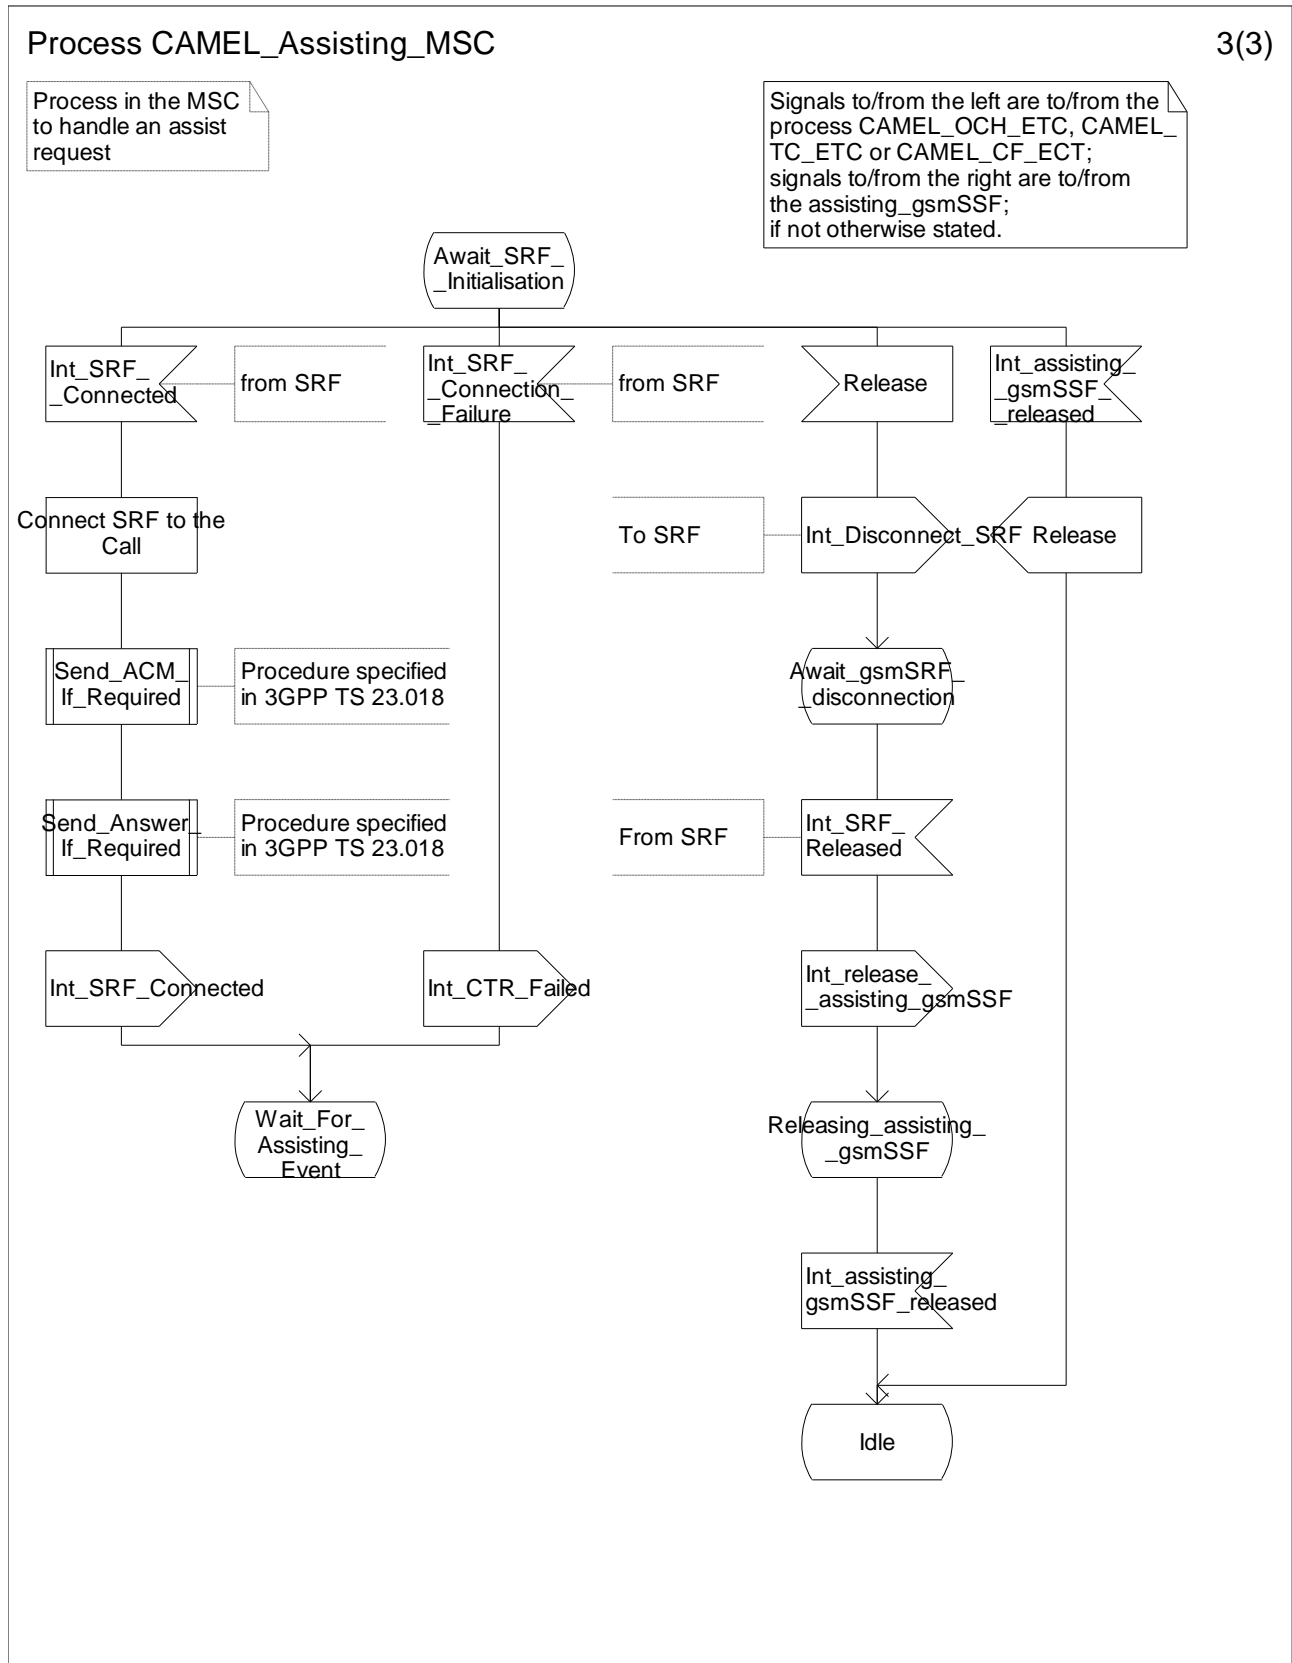 Process CAMEL_Assisting_MSC
3(3)
Process in the MSC
to handle an assist
request
Signals to/from the left are to/from the
process CAMEL_OCH_ETC, CAMEL_
TC_ETC or CAMEL_CF_ECT;
signals to/from the right are to/from
the assisting_gsmSSF;
if not otherwise stated.
Await_SRF_
_Initialisation
Int_SRF_
_Connected
from SRF
Int_SRF_
_Connection_
_Failure
from SRF
Release
Int_assisting_
_gsmSSF_
_released
Connect SRF to the
Call
To SRF
Int_Disconnect_SRF
Release
Send_ACM_
If_Required
Procedure specified
in 3GPP TS 23.018
Await_gsmSRF_
_disconnection
Send_Answer_
If_Required
Procedure specified
in 3GPP TS 23.018
From SRF
Int_SRF_
Released
Int_SRF_Connected
Int_CTR_Failed
Int_release_
_assisting_gsmSSF
Wait_For_
Assisting_
_Event
Releasing_assisting_
_gsmSSF
Int_assisting_
gsmSSF_released
Idle